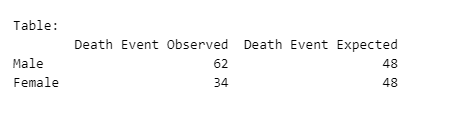 Table:
Death Event Observed Death Event Expected
Male 62 48
Female 34 48